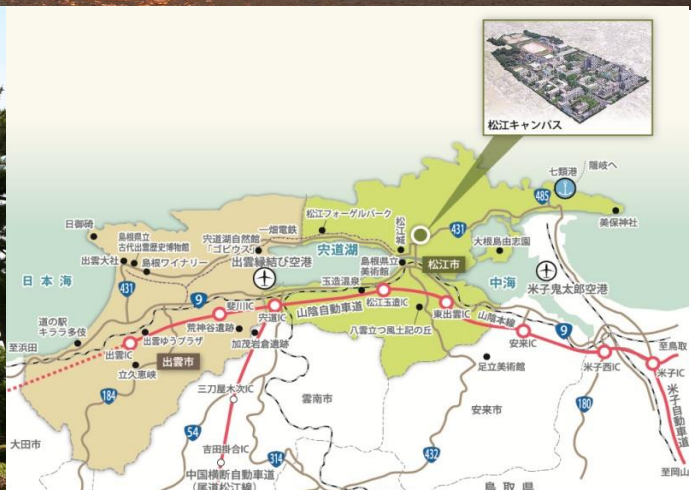 松江キャンパス
七類港
隠岐へ
485
美保神社
日御碕
島根県立
古代出雲歴史博物館
出雲大社
島根ワイナリー
宍道湖自然館
「ゴビウス」
一畑電鉄
松江フォーゲルパーク
宍道湖
松江城
431
大根島由志園
出雲縁結び空港
島根県立
美術館
松江市
中海
米子鬼太郎空港
日本海
431
9
玉造温泉
斐川IC
宍道IC
山陰自動車道
松江玉造IC
東出雲IC
山陰本線
道の駅
キララ多伎
荒神谷遺跡
八雲立つ風土記の丘
安来IC
9
至鳥取
至浜田
出雲IC
出雲ゆうプラザ
加茂岩倉遺跡
足立美術館
米子西IC
米子IC
立久恵峡
出雲市
184
三刀屋木次IC
雲南市
安来市
180
米子自動車道
大田市
54
吉田掛合IC
314
432
至岡山
中国横断自動車道
(尾道松江線)
鳥取県